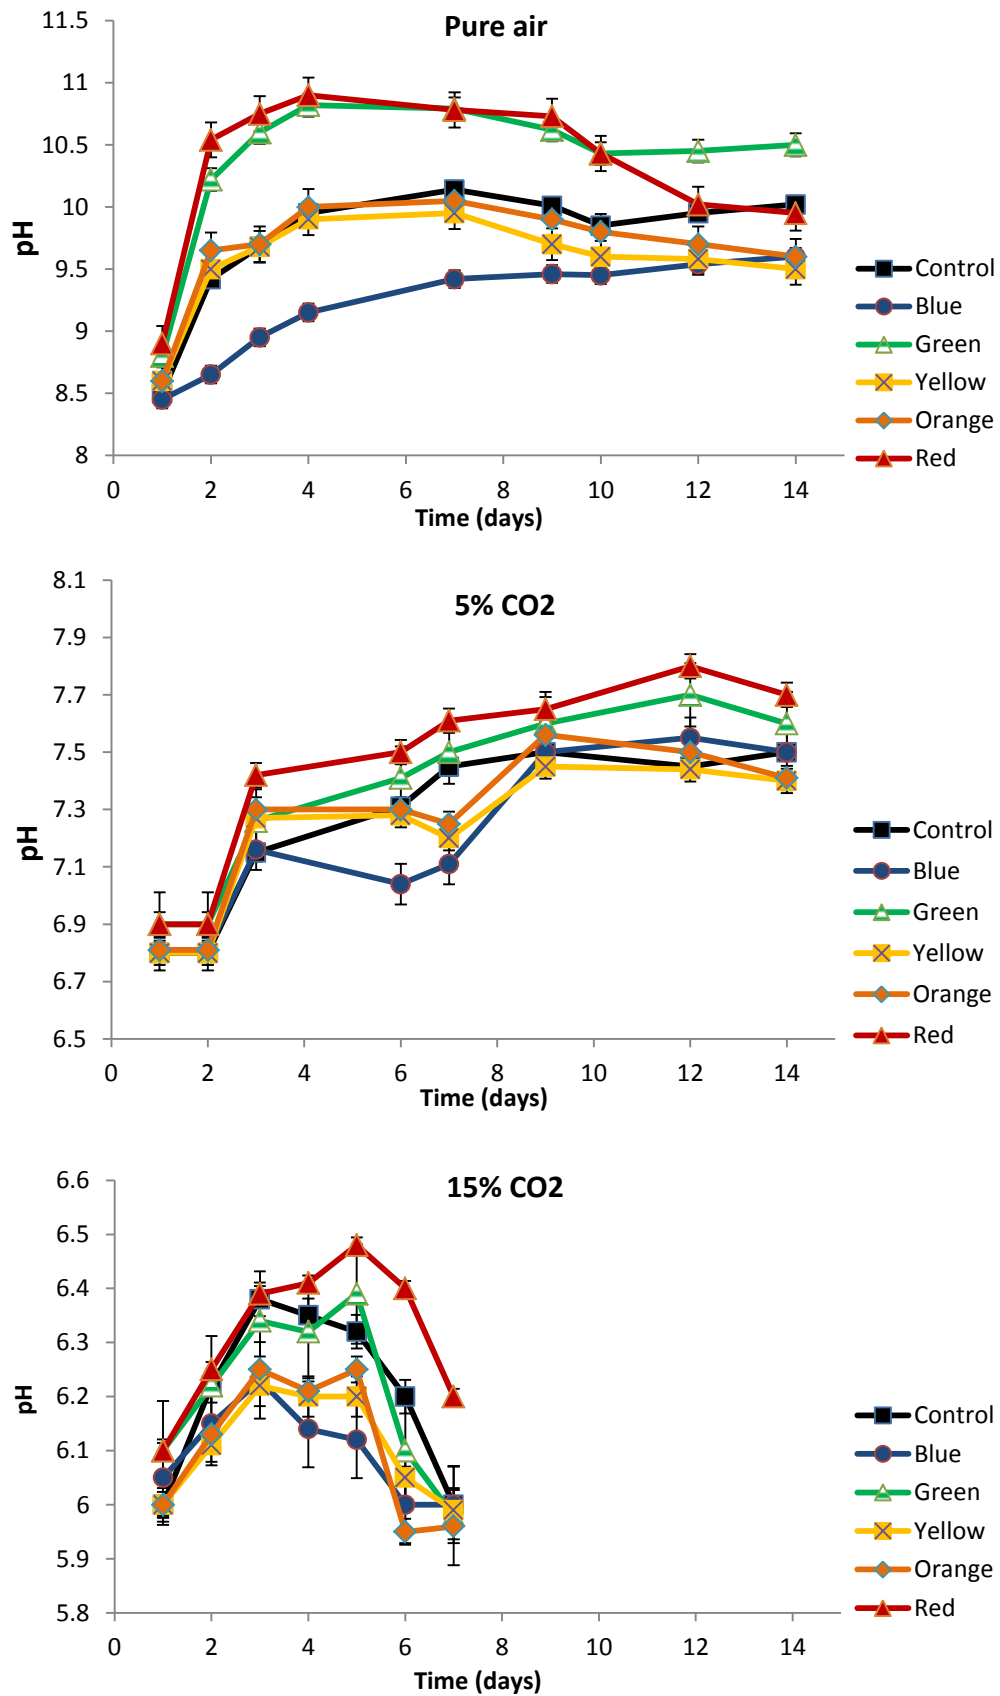 Pure air
11.5
11
10.5
10
9.5
9
8.5
8
pH
0 2 4 6 8 10 12 14
Time (days)
Control
Blue
Green
Yellow
Orange
Red
5% CO2
8.1
7.9
7.7
7.5
7.3
7.1
6.9
6.7
6.5
pH
0 2 4 6 8 10 12 14
Time (days)
Control
Blue
Green
Yellow
Orange
Red
15% CO2
6.6
6.5
6.4
6.3
6.2
6.1
6
5.9
5.8
pH
0 2 4 6 8 10 12 14
Time (days)
Control
Blue
Green
Yellow
Orange
Red